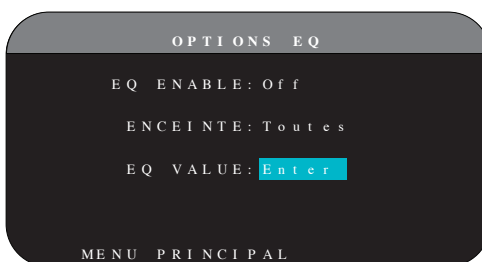 OPTIONS EQ
EQ ENABLE: Off
ENCEINTE: Toutes
EQ VALUE: Enter
MENU PRINCIPAL